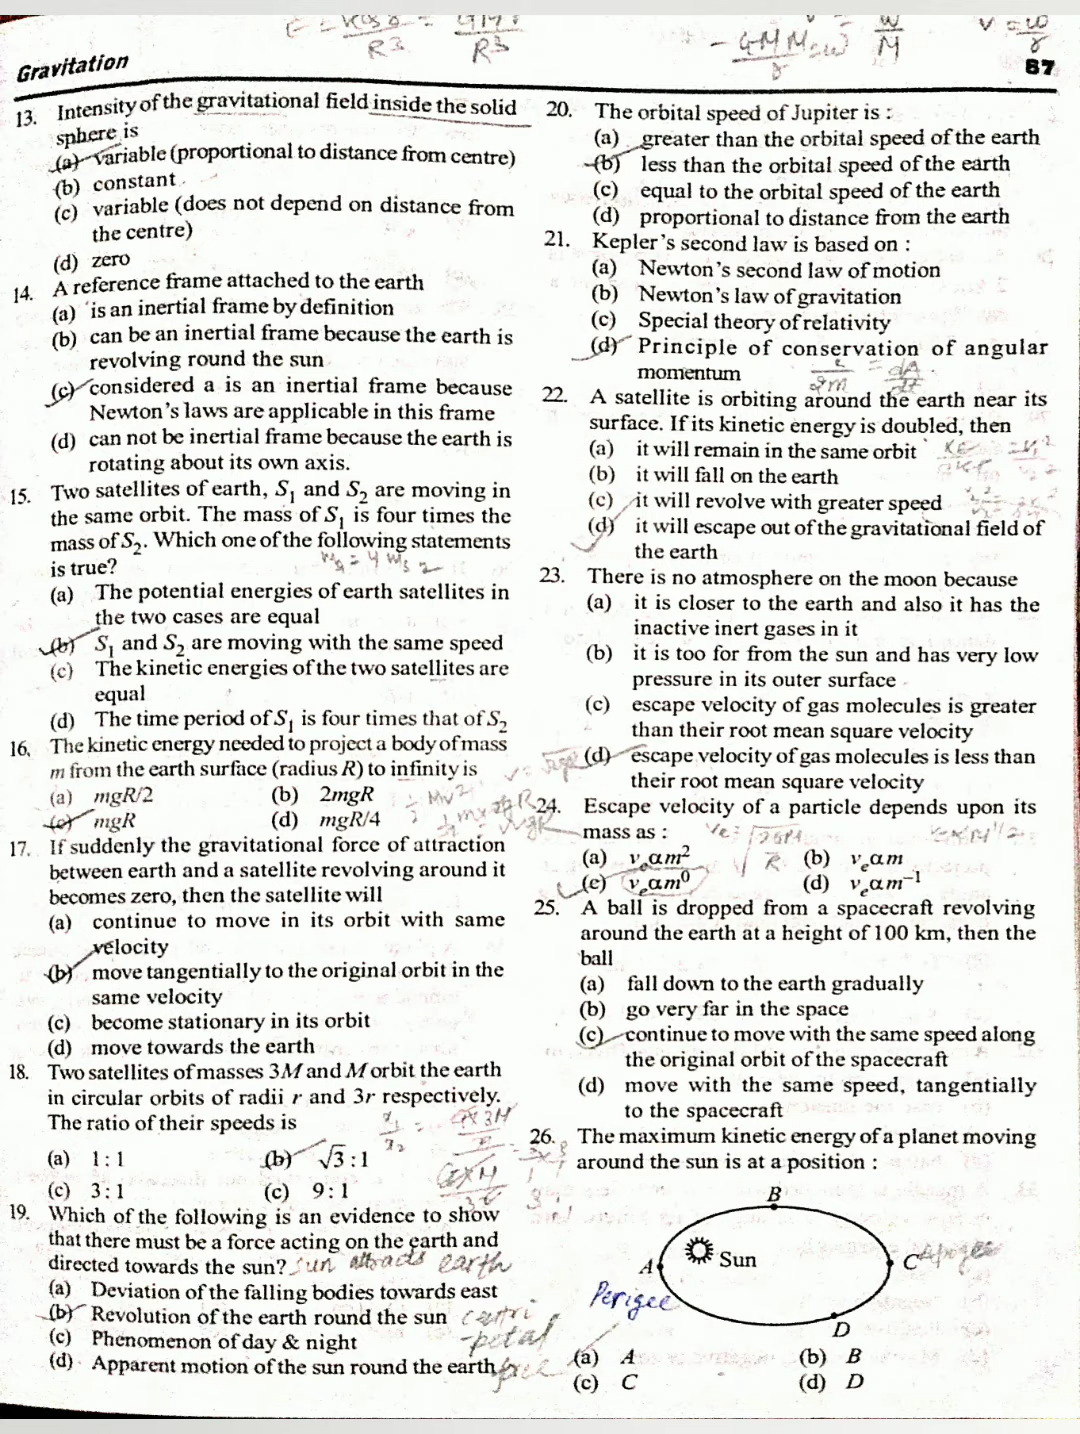 Gravitation
87
13. Intensity of the gravitational field inside the solid
sphere is
(a) variable (proportional to distance from centre)
(b) constant
(c) variable (does not depend on distance from
the centre)
(d) zero
14. A reference frame attached to the earth
(a) is an inertial frame by definition
(b) can be an inertial frame because the earth is
revolving round the sun
(c) considered a is an inertial frame because
Newton's laws are applicable in this frame
(d) can not be inertial frame because the earth is
rotating about its own axis.
15. Two satellites of earth, S₁ and S₂ are moving in
the same orbit. The mass of S₁ is four times the
mass of S₂. Which one of the following statements
is true?
(a) The potential energies of earth satellites in
the two cases are equal
(b) S₁ and S₂ are moving with the same speed
(c) The kinetic energies of the two satellites are
equal
(d) The time period of S₁ is four times that of S₂
16. The kinetic energy needed to project a body of mass
m from the earth surface (radius R) to infinity is
(a) mgR/2 (b) 2mgR
(c) mgR (d) mgR/4
17. If suddenly the gravitational force of attraction
between earth and a satellite revolving around it
becomes zero, then the satellite will
(a) continue to move in its orbit with same
velocity
(b) move tangentially to the original orbit in the
same velocity
(c) become stationary in its orbit
(d) move towards the earth
18. Two satellites of masses 3M and M orbit the earth
in circular orbits of radii r and 3r respectively.
The ratio of their speeds is
(a) 1 : 1 (b) √3 : 1
(c) 3 : 1 (c) 9 : 1
19. Which of the following is an evidence to show
that there must be a force acting on the earth and
directed towards the sun? Sun attracts earth
(a) Deviation of the falling bodies towards east
(b) Revolution of the earth round the sun centri
(c) Phenomenon of day & night -petal
(d) Apparent motion of the sun round the earth force
20. The orbital speed of Jupiter is :
(a) greater than the orbital speed of the earth
(b) less than the orbital speed of the earth
(c) equal to the orbital speed of the earth
(d) proportional to distance from the earth
21. Kepler's second law is based on :
(a) Newton's second law of motion
(b) Newton's law of gravitation
(c) Special theory of relativity
(d) Principle of conservation of angular
momentum
22. A satellite is orbiting around the earth near its
surface. If its kinetic energy is doubled, then
(a) it will remain in the same orbit
(b) it will fall on the earth
(c) it will revolve with greater speed
(d) it will escape out of the gravitational field of
the earth
23. There is no atmosphere on the moon because
(a) it is closer to the earth and also it has the
inactive inert gases in it
(b) it is too for from the sun and has very low
pressure in its outer surface
(c) escape velocity of gas molecules is greater
than their root mean square velocity
(d) escape velocity of gas molecules is less than
their root mean square velocity
24. Escape velocity of a particle depends upon its
mass as :
(a) vₑαm² (b) vₑαm
(c) vₑαm⁰ (d) vₑαm⁻¹
25. A ball is dropped from a spacecraft revolving
around the earth at a height of 100 km, then the
ball
(a) fall down to the earth gradually
(b) go very far in the space
(c) continue to move with the same speed along
the original orbit of the spacecraft
(d) move with the same speed, tangentially
to the spacecraft
26. The maximum kinetic energy of a planet moving
around the sun is at a position :
B
Sun
A
C Apogee
Perigee
D
(a) A (b) B
(c) C (d) D